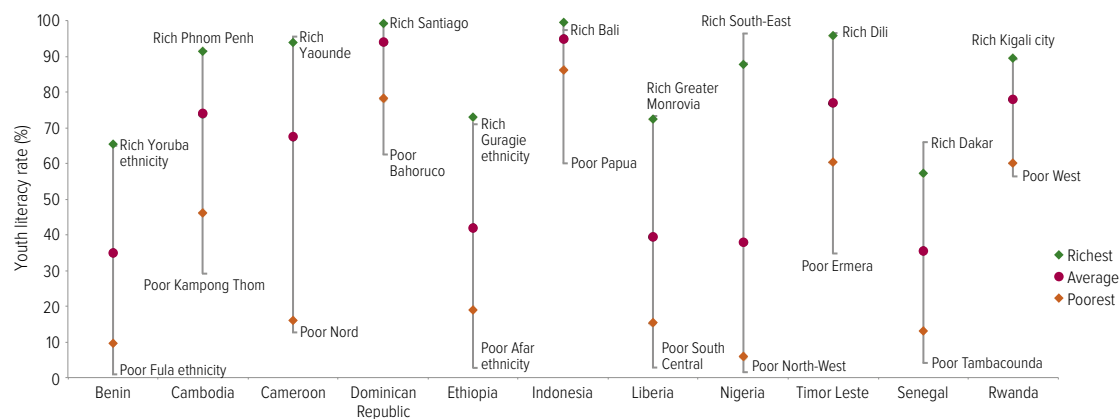 Youth literacy rate (%)
100
90
80
70
60
50
40
30
20
10
0
Rich Yoruba
ethnicity
Poor Fula ethnicity
Rich Phnom Penh
Poor Kampong Thom
Rich
Yaounde
Poor Nord
Rich Santiago
Poor
Bahoruco
Rich
Guragie
ethnicity
Poor Afar
ethnicity
Rich Bali
Poor Papua
Rich Greater
Monrovia
Poor South
Central
Rich South-East
Poor North-West
Rich Dili
Poor Ermera
Rich Dakar
Poor Tambacounda
Rich Kigali city
Poor West
Richest
Average
Poorest
Benin
Cambodia
Cameroon
Dominican
Republic
Ethiopia
Indonesia
Liberia
Nigeria
Timor Leste
Senegal
Rwanda